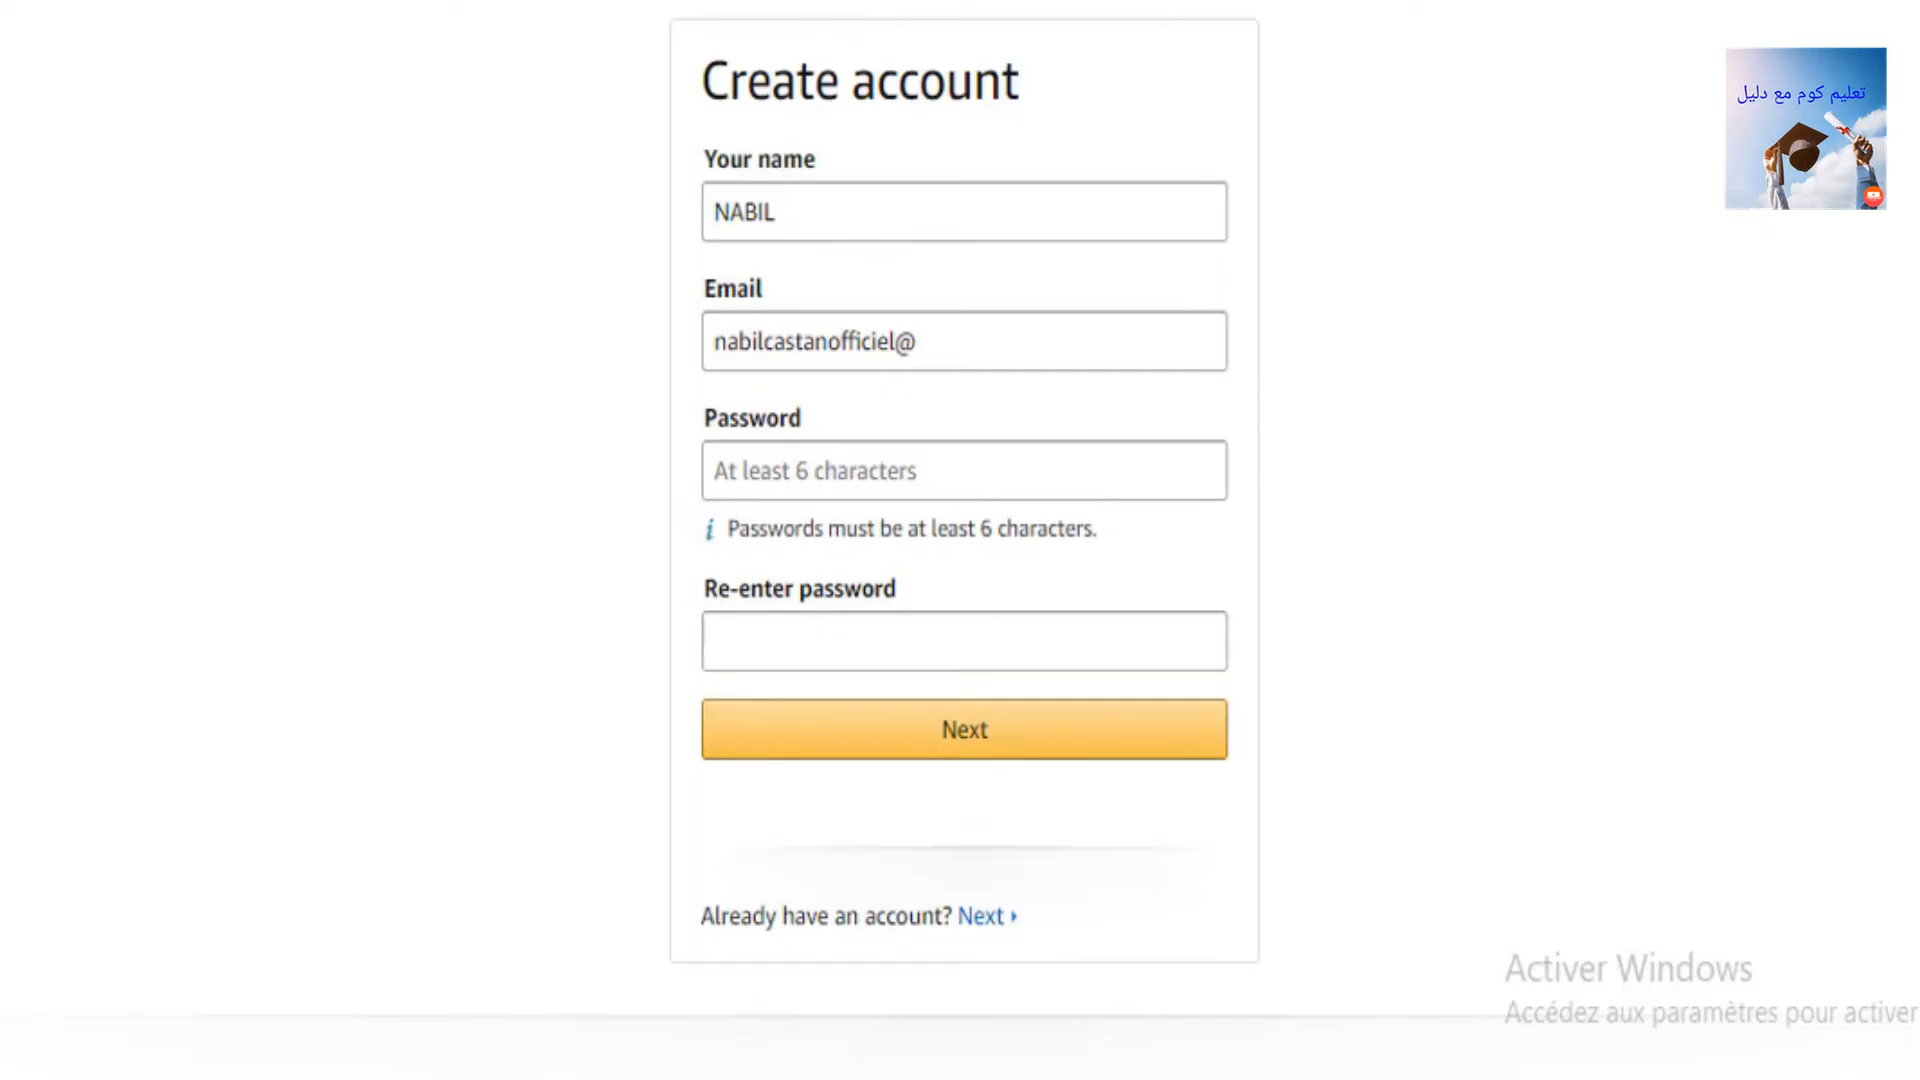 Create account
تعليم كوم مع دليل
Your name
NABIL
Email
nabilcastanofficiel@
Password
At least 6 characters
i Passwords must be at least 6 characters.
Re-enter password
Next
Already have an account? Next
Activer Windows
Accédez aux paramètres pour activer